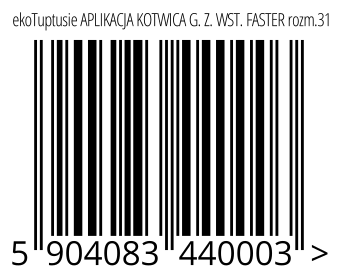 ekoTuptusie APLIKACJA KOTWICA G. Z. WST. FASTER rozm.31
5 904083 440003 >